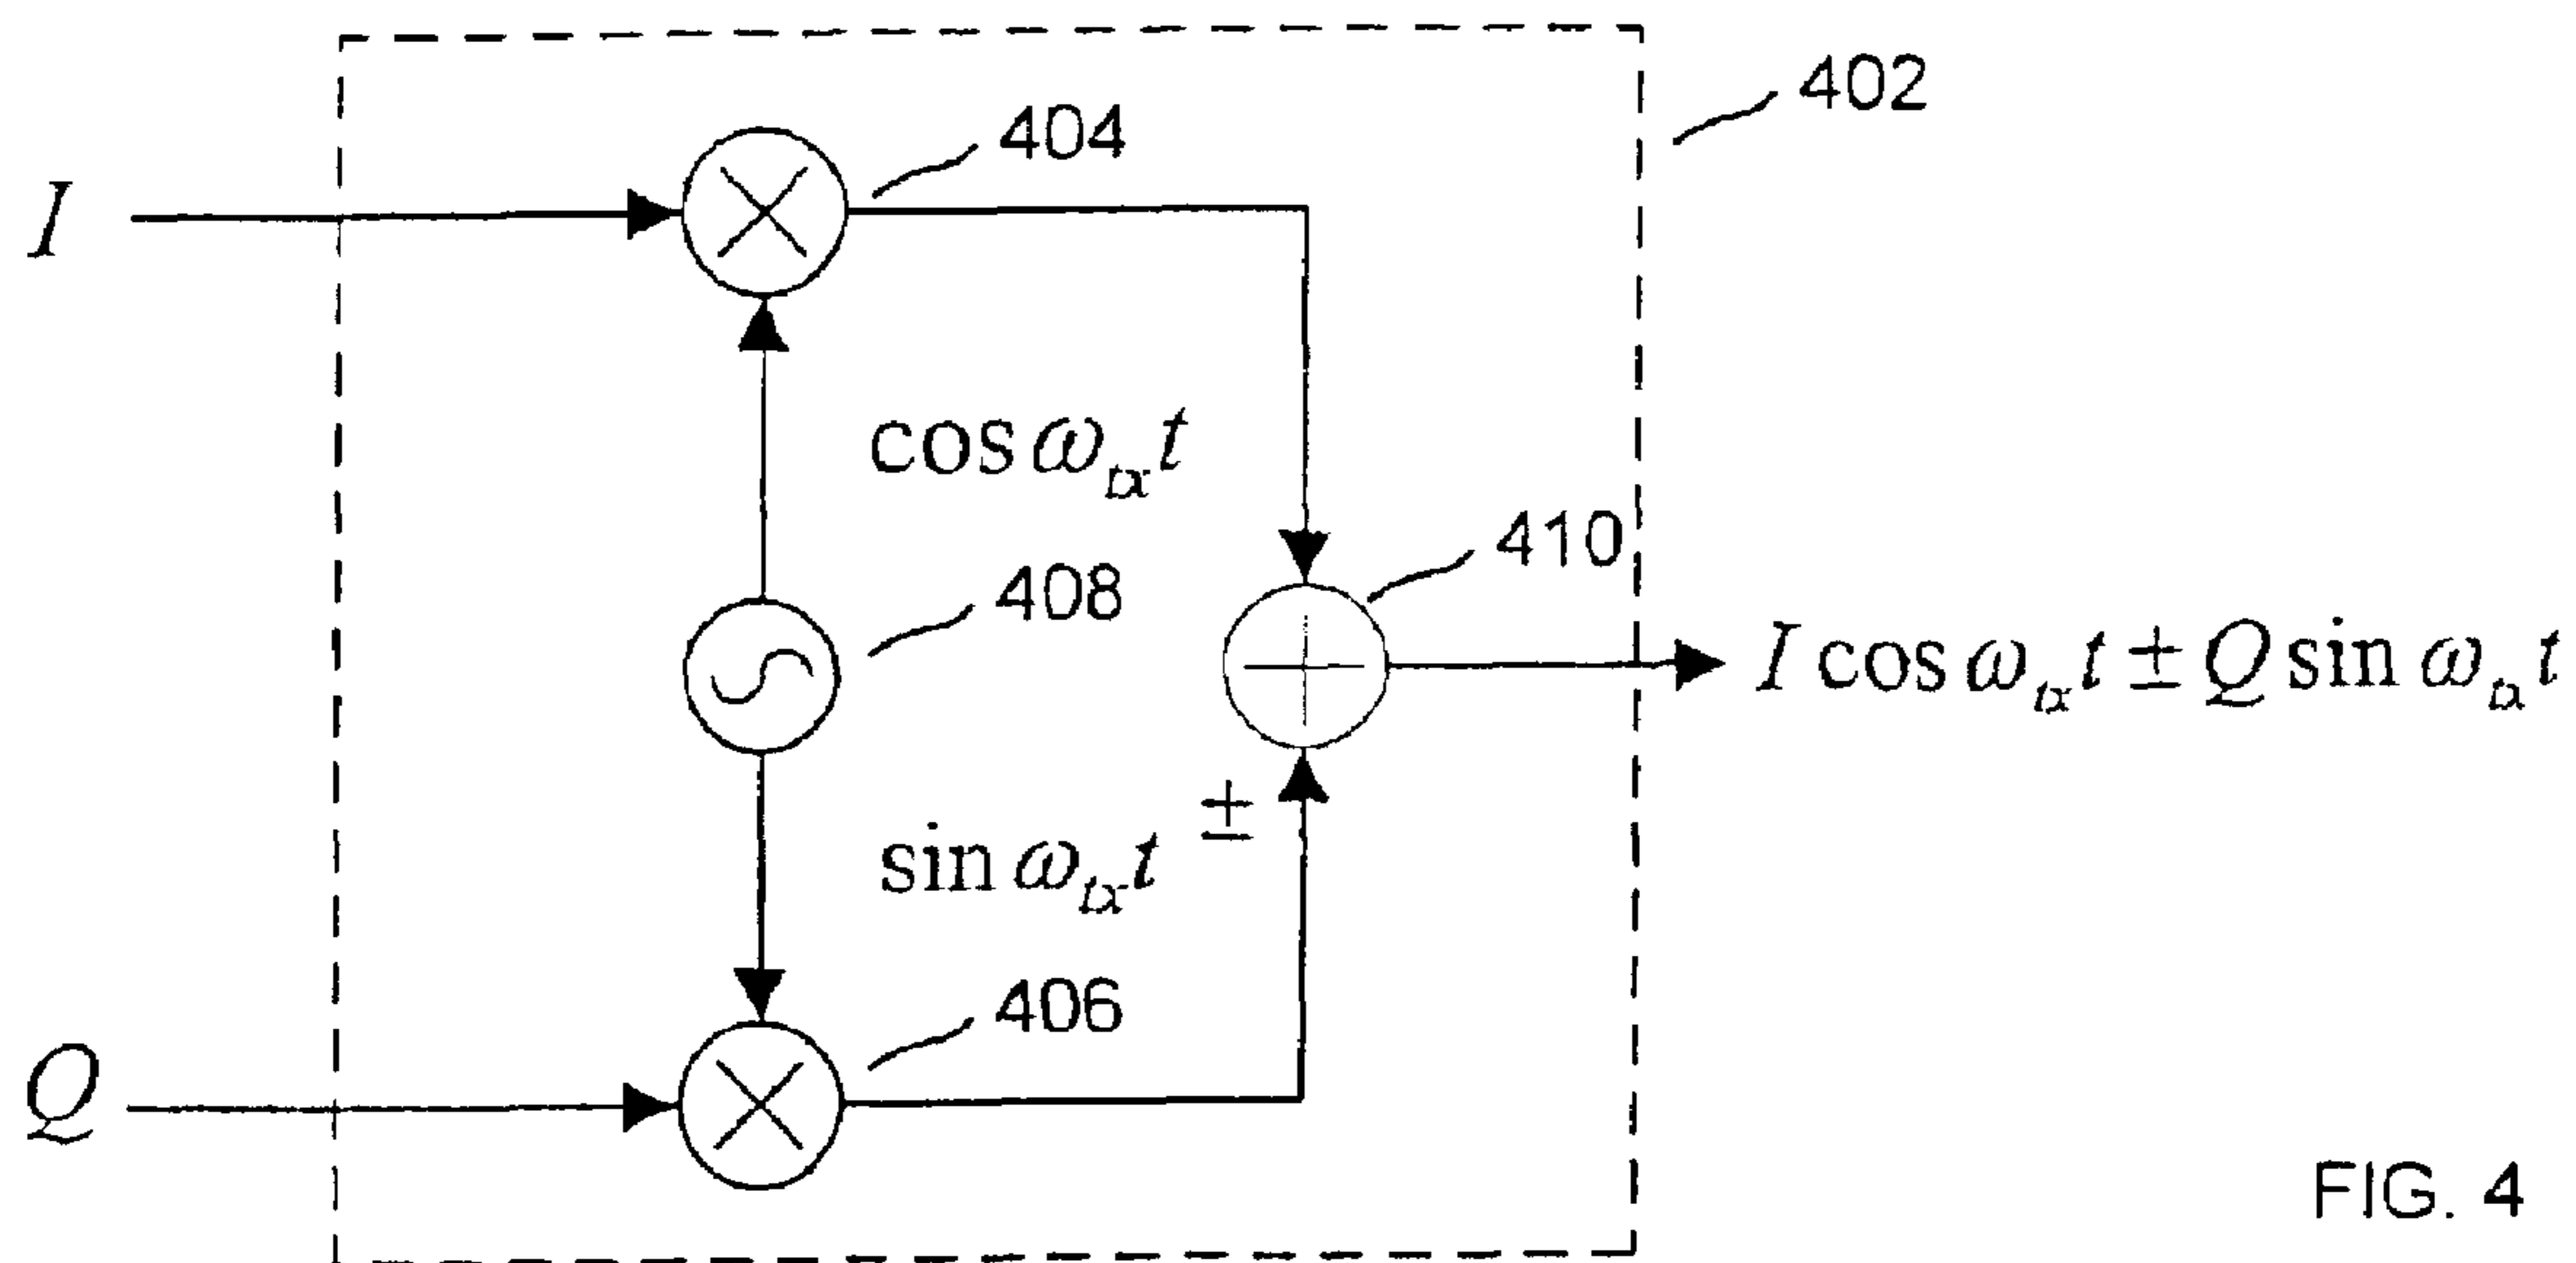 402
404
I
cos ω_tx t
410
408
I cos ω_tx t ± Q sin ω_tx t
±
sin ω_tx t
406
Q
FIG. 4